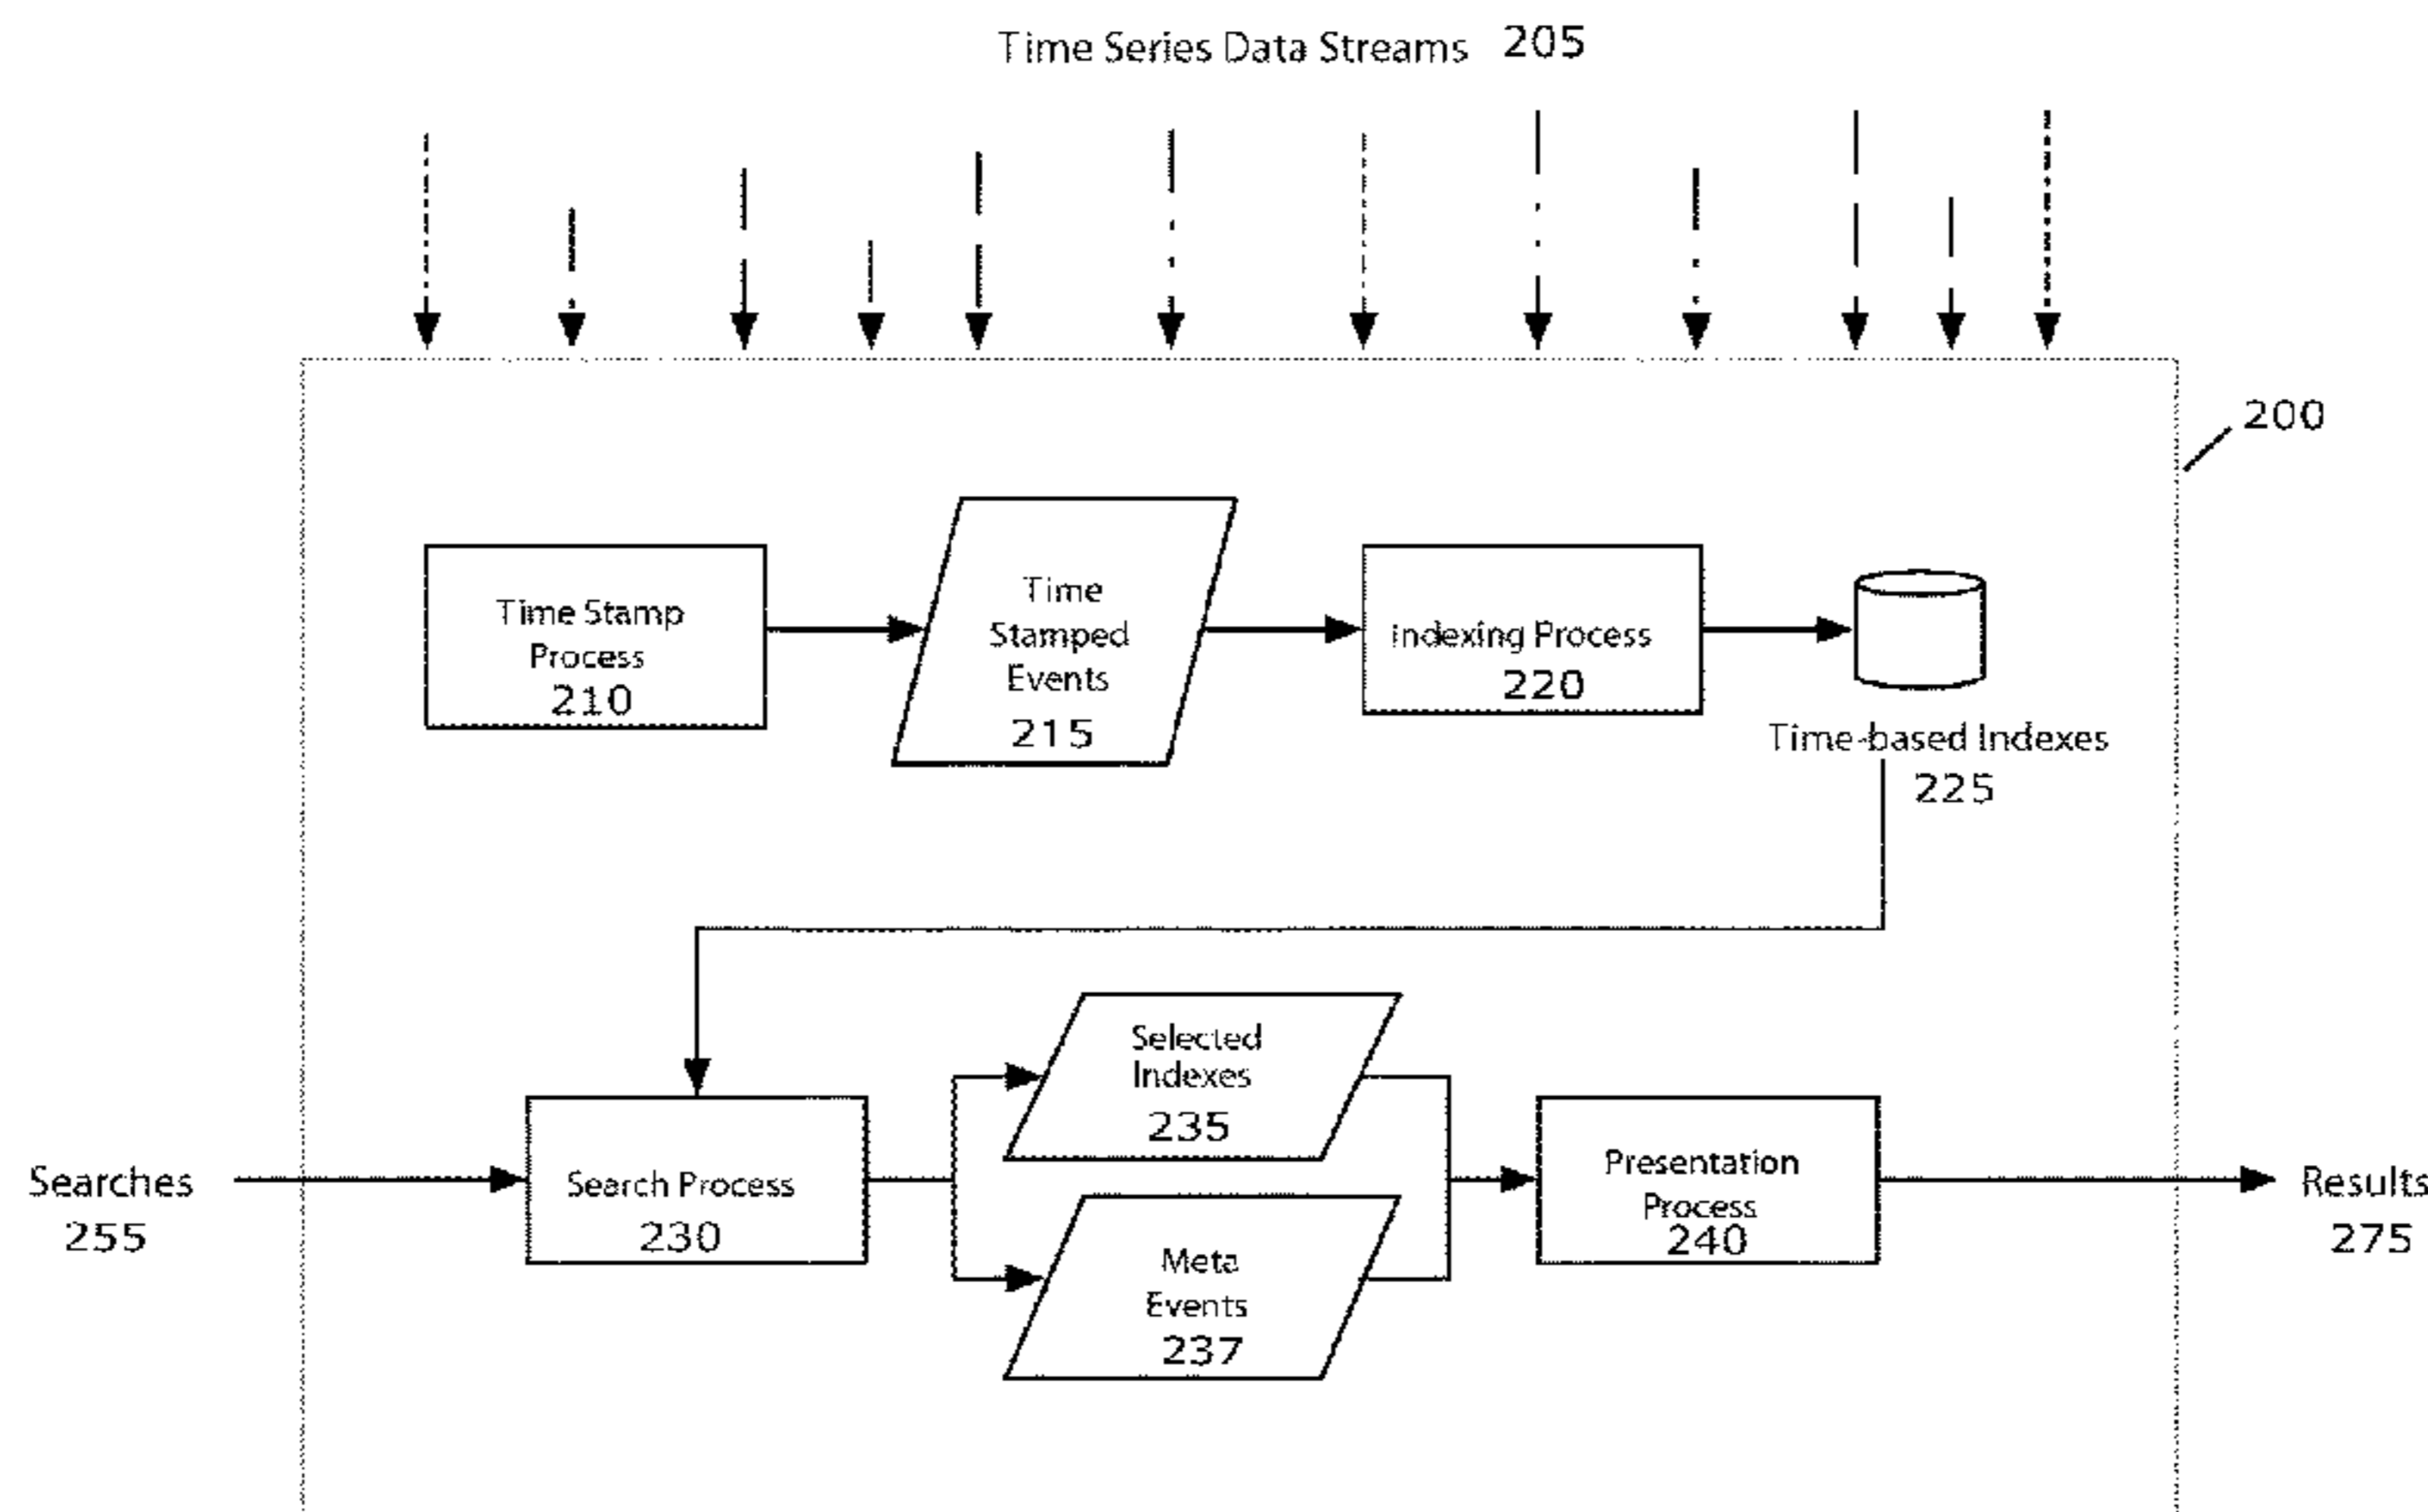 Time Series Data Streams 205
200
Time Stamp
Process
210
Time
Stamped
Events
215
Indexing Process
220
Time-based Indexes
225
Searches
255
Search Process
230
Selected
Indexes
235
Meta
Events
237
Presentation
Process
240
Results
275